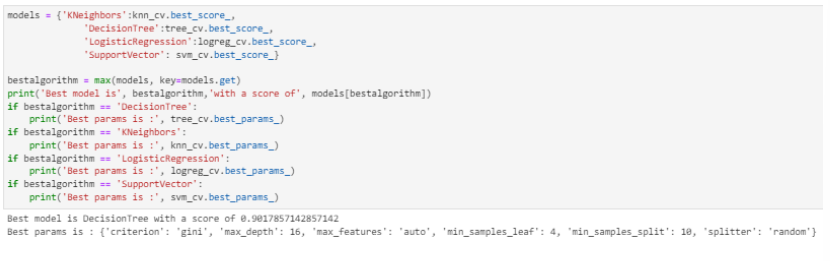 models = {'KNeighbors':knn_cv.best_score_,
'DecisionTree':tree_cv.best_score_,
'LogisticRegression':logreg_cv.best_score_,
'SupportVector': svm_cv.best_score_}
bestalgorithm = max(models, key=models.get)
print('Best model is', bestalgorithm,'with a score of', models[bestalgorithm])
if bestalgorithm == 'DecisionTree':
print('Best params is :', tree_cv.best_params_)
if bestalgorithm == 'KNeighbors':
print('Best params is :', knn_cv.best_params_)
if bestalgorithm == 'LogisticRegression':
print('Best params is :', logreg_cv.best_params_)
if bestalgorithm == 'SupportVector':
print('Best params is :', svm_cv.best_params_)
Best model is DecisionTree with a score of 0.9017857142857142
Best params is : {'criterion': 'gini', 'max_depth': 16, 'max_features': 'auto', 'min_samples_leaf': 4, 'min_samples_split': 10, 'splitter': 'random'}